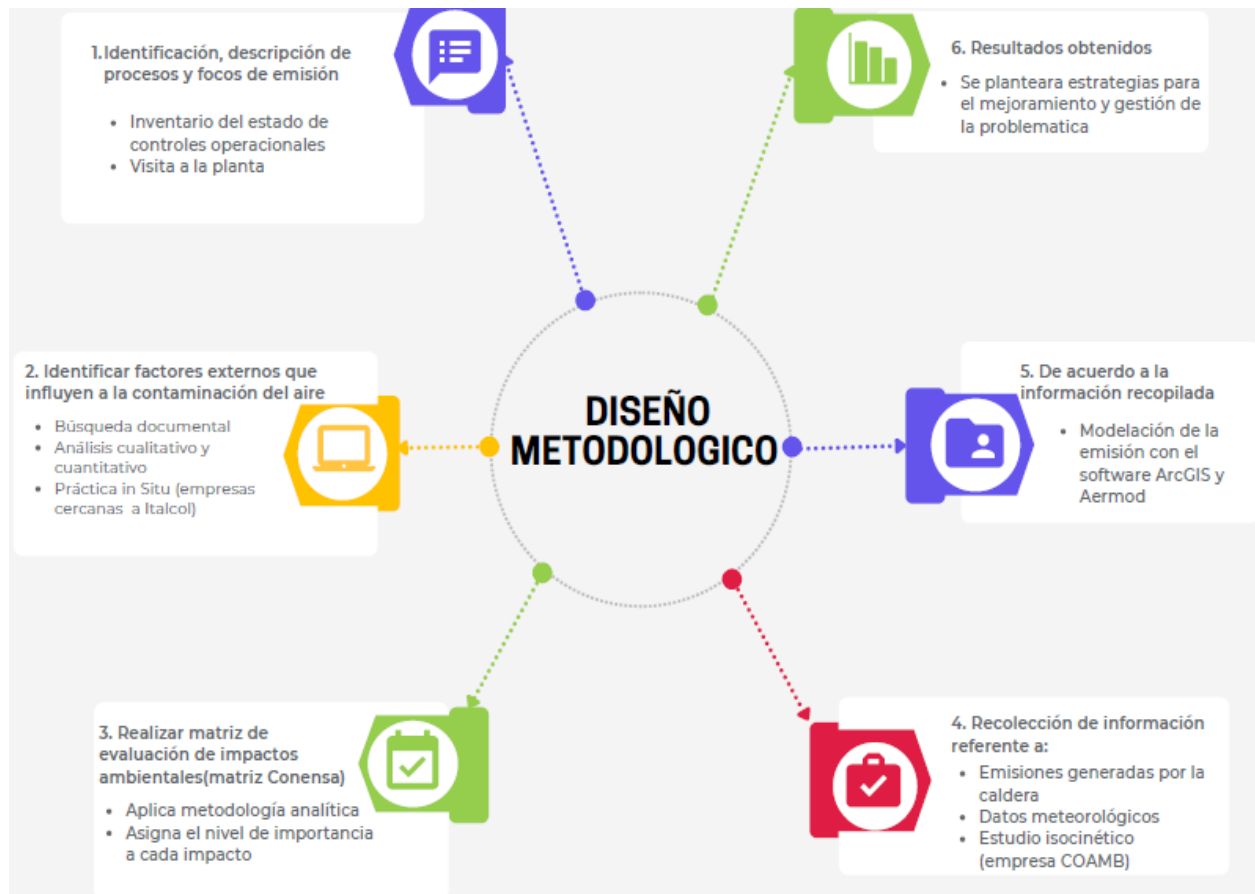 1. Identificación, descripción de
procesos y focos de emisión
• Inventario del estado de
controles operacionales
• Visita a la planta
2. Identificar factores externos que
influyen a la contaminación del aire
• Búsqueda documental
• Análisis cualitativo y
cuantitativo
• Práctica in Situ (empresas
cercanas a Italcol)
3. Realizar matriz de
evaluación de impactos
ambientales(matriz Conensa)
• Aplica metodología analítica
• Asigna el nivel de importancia
a cada impacto
DISEÑO
METODOLOGICO
4. Recolección de información
referente a:
• Emisiones generadas por la
caldera
• Datos meteorológicos
• Estudio isocinético
(empresa COAMB)
5. De acuerdo a la
información recopilada
• Modelación de la
emisión con el
software ArcGIS y
Aermod
6. Resultados obtenidos
• Se planteara estrategias para
el mejoramiento y gestión de
la problematica